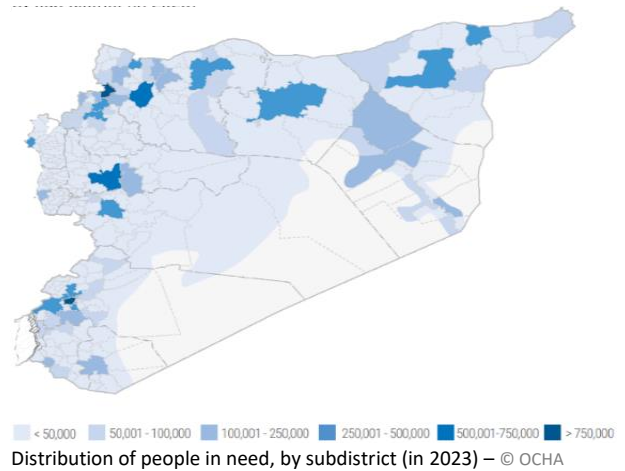 < 50,000 50,001 - 100,000 100,001 - 250,000 250,001 - 500,000 500,001-750,000 > 750,000
Distribution of people in need, by subdistrict (in 2023) – © OCHA